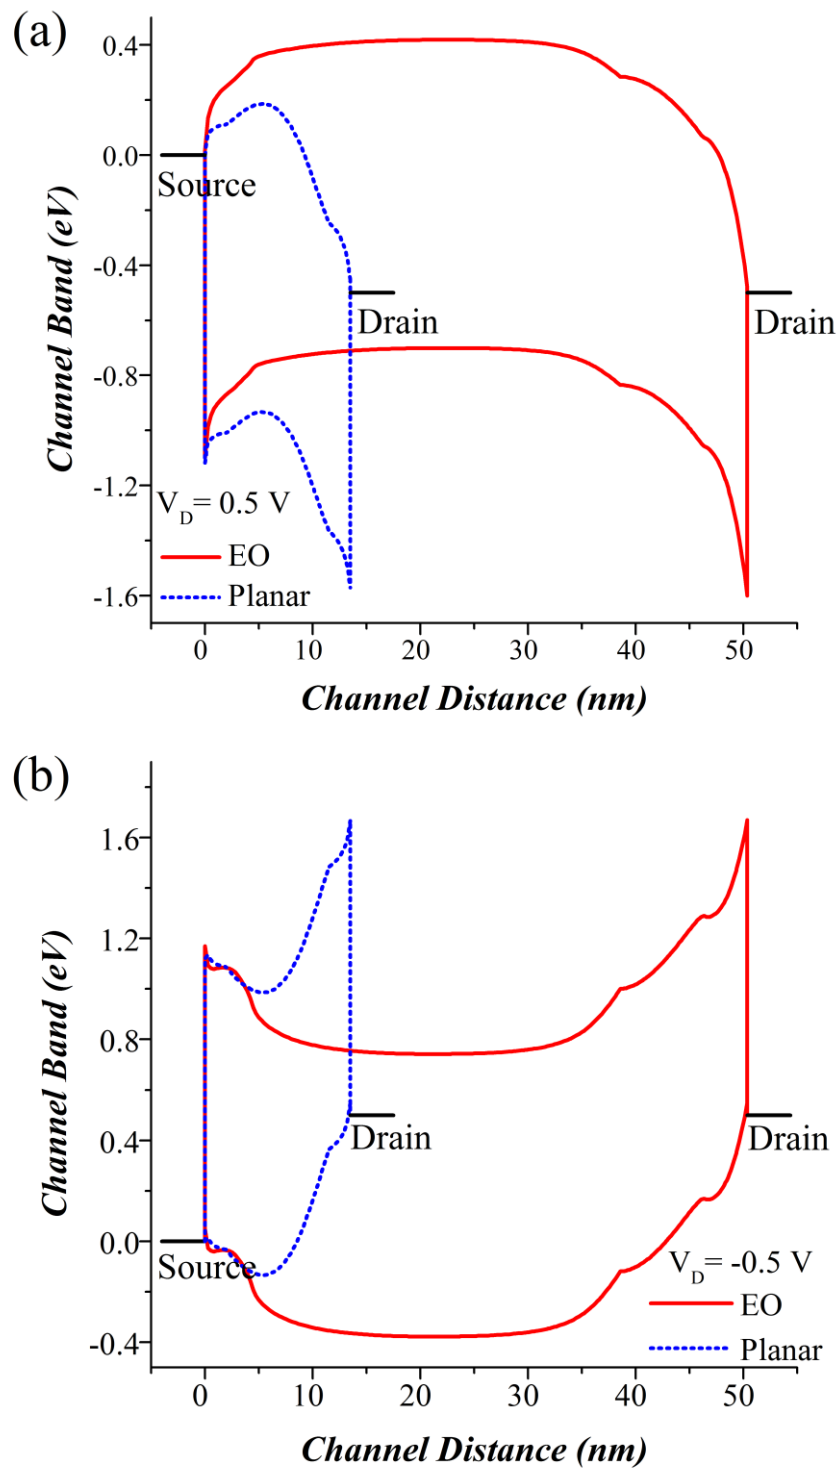 (a)
0.4
0.0
-0.4
-0.8
-1.2
-1.6
Channel Band (eV)
Source
Drain
Drain
V_D= 0.5 V
EO
Planar
0 10 20 30 40 50
Channel Distance (nm)
(b)
1.6
1.2
0.8
0.4
0.0
-0.4
Channel Band (eV)
Drain
Drain
Source
V_D= -0.5 V
EO
Planar
0 10 20 30 40 50
Channel Distance (nm)